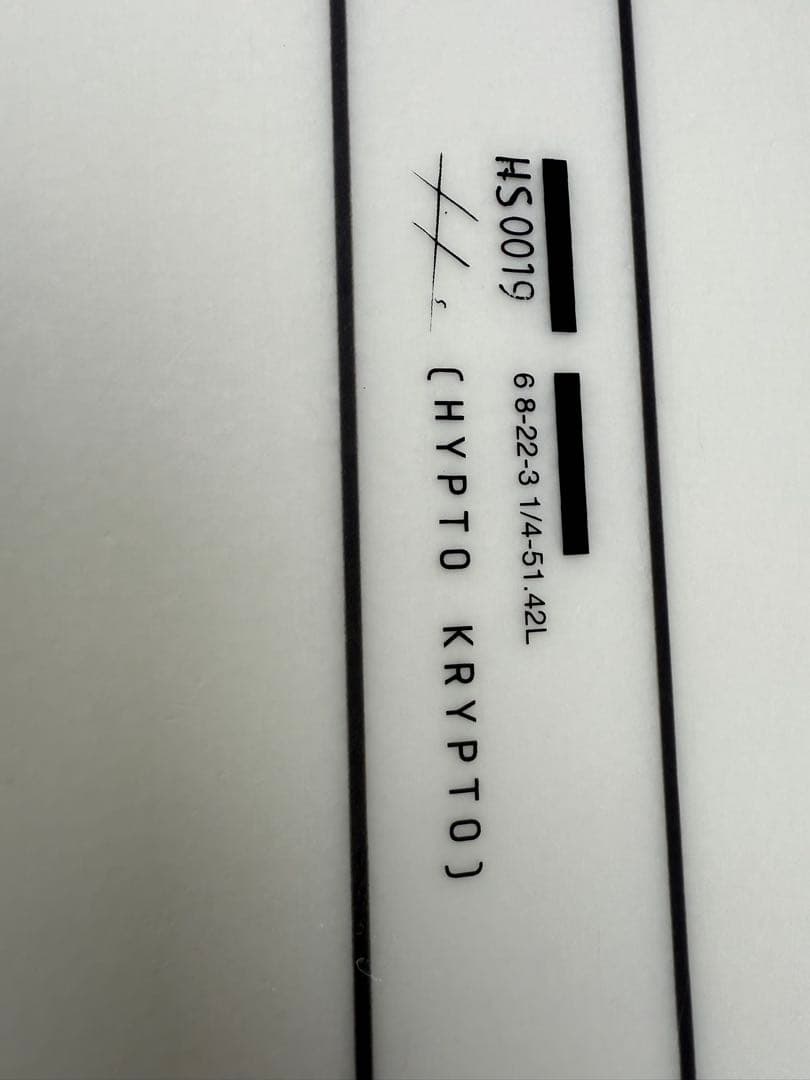 HS0019
6 8-22-3 1/4-51.42L
(HYPTO KRYPTO)